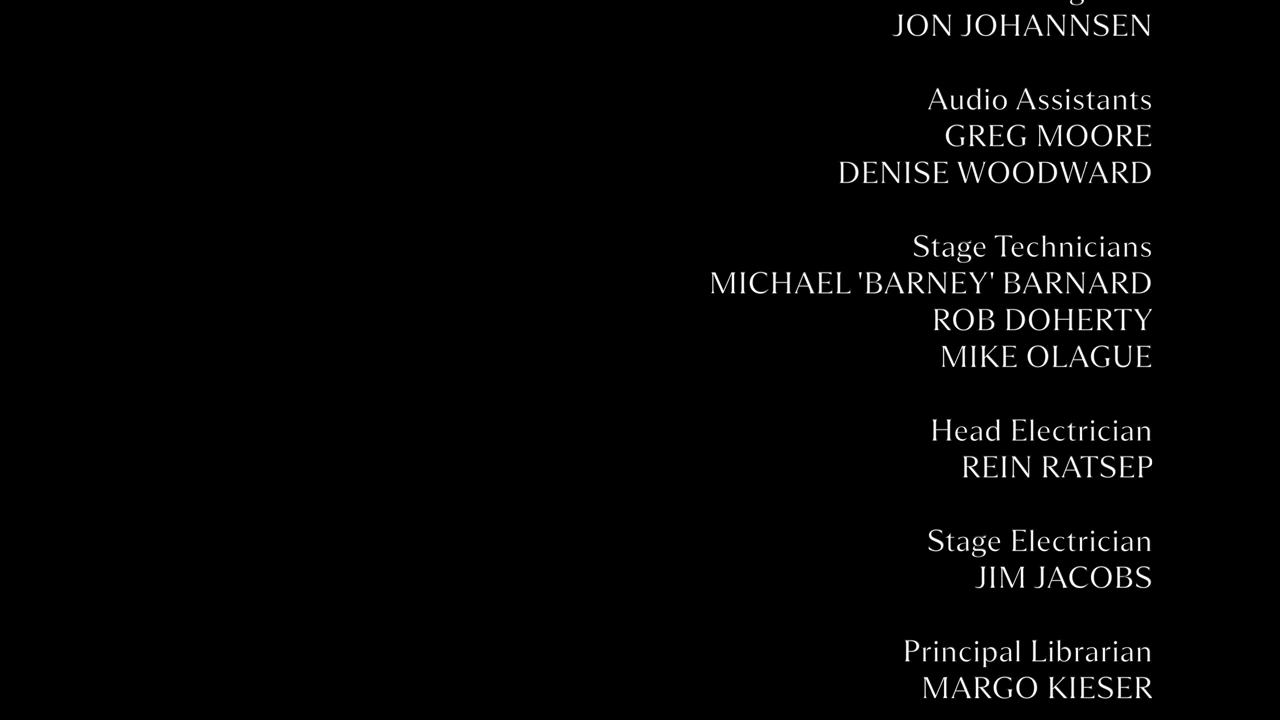 JON JOHANNSEN
Audio Assistants
GREG MOORE
DENISE WOODWARD
Stage Technicians
MICHAEL 'BARNEY' BARNARD
ROB DOHERTY
MIKE OLAGUE
Head Electrician
REIN RATSEP
Stage Electrician
JIM JACOBS
Principal Librarian
MARGO KIESER